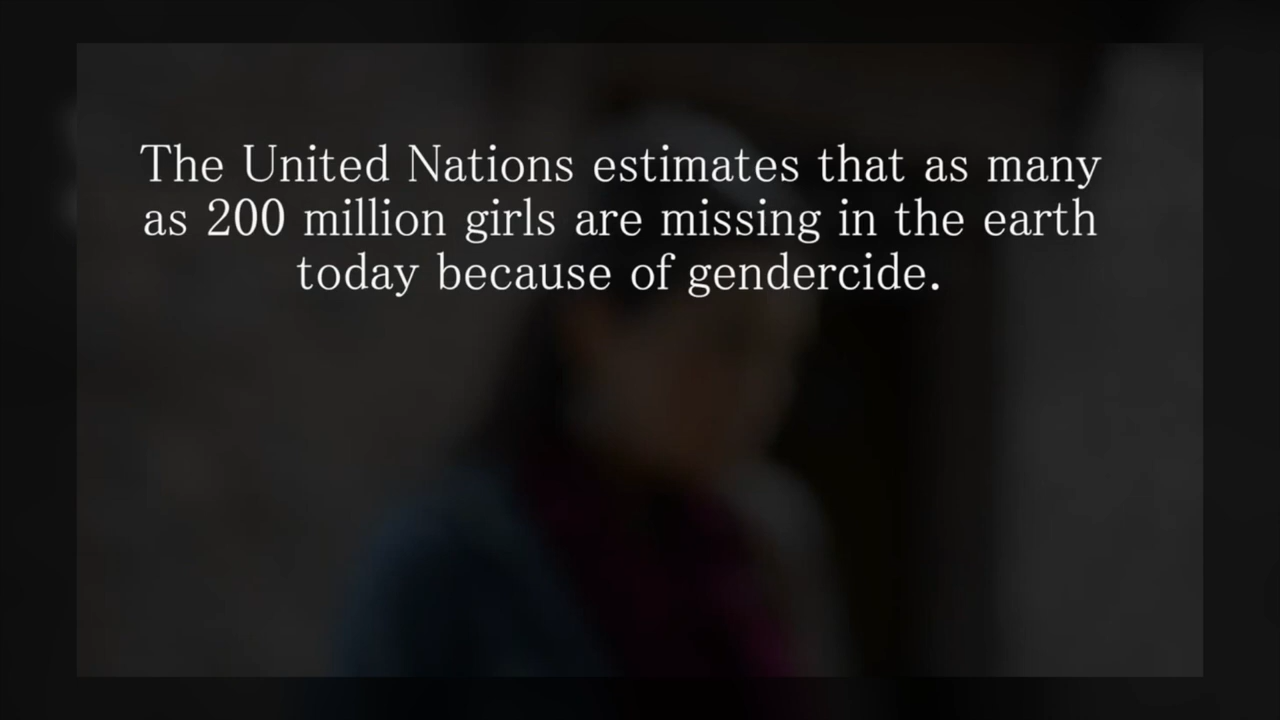 The United Nations estimates that as many
as 200 million girls are missing in the earth
today because of gendercide.